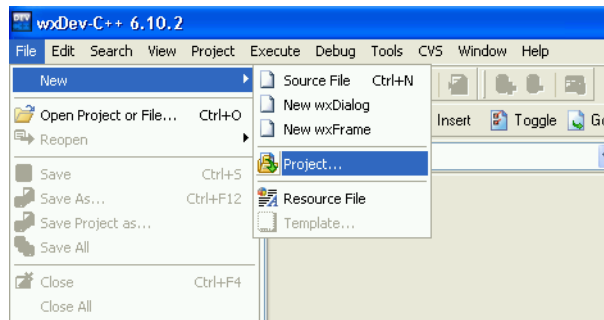 wxDev-C++ 6.10.2
File Edit Search View Project Execute Debug Tools CVS Window Help
New
Source File Ctrl+N
New wxDialog
New wxFrame
Project...
Resource File
Template...
Open Project or File... Ctrl+O
Reopen
Save Ctrl+S
Save As... Ctrl+F12
Save Project as...
Save All
Close Ctrl+F4
Close All
Insert Toggle